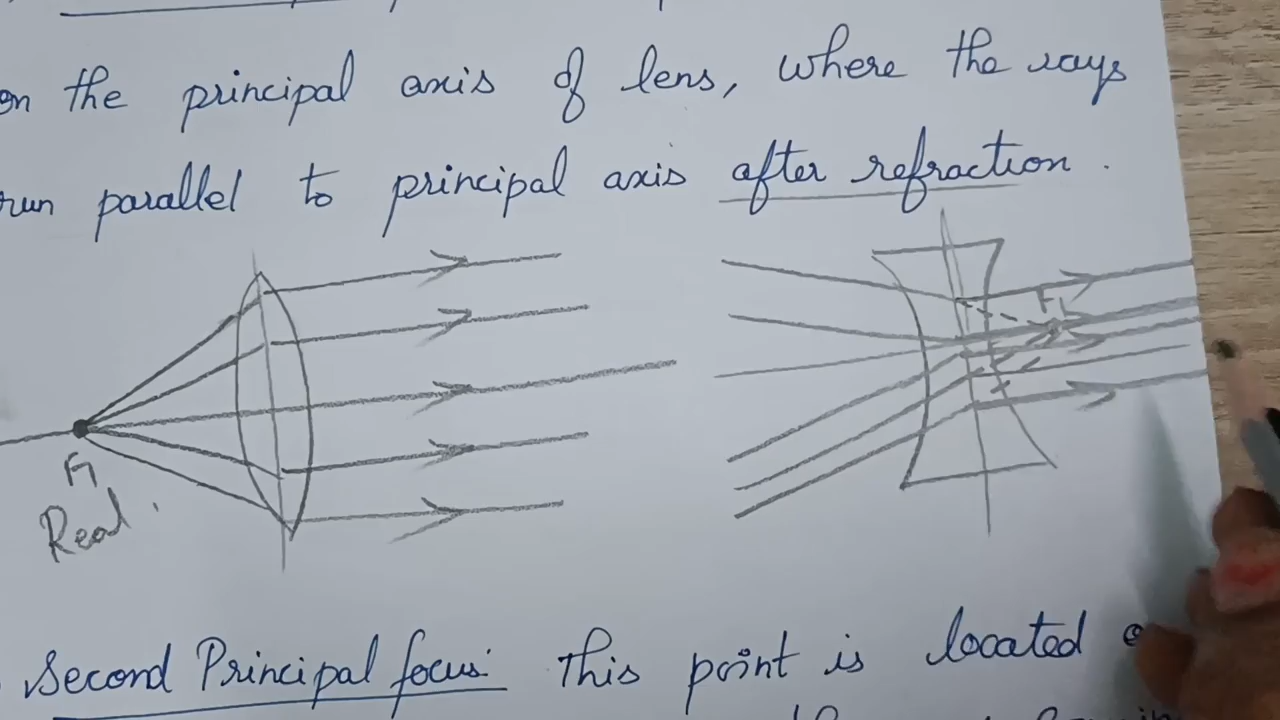 on the principal axis of lens, where the rays
run parallel to principal axis after refraction.
F1
Real.
Second Principal focus: This point is located